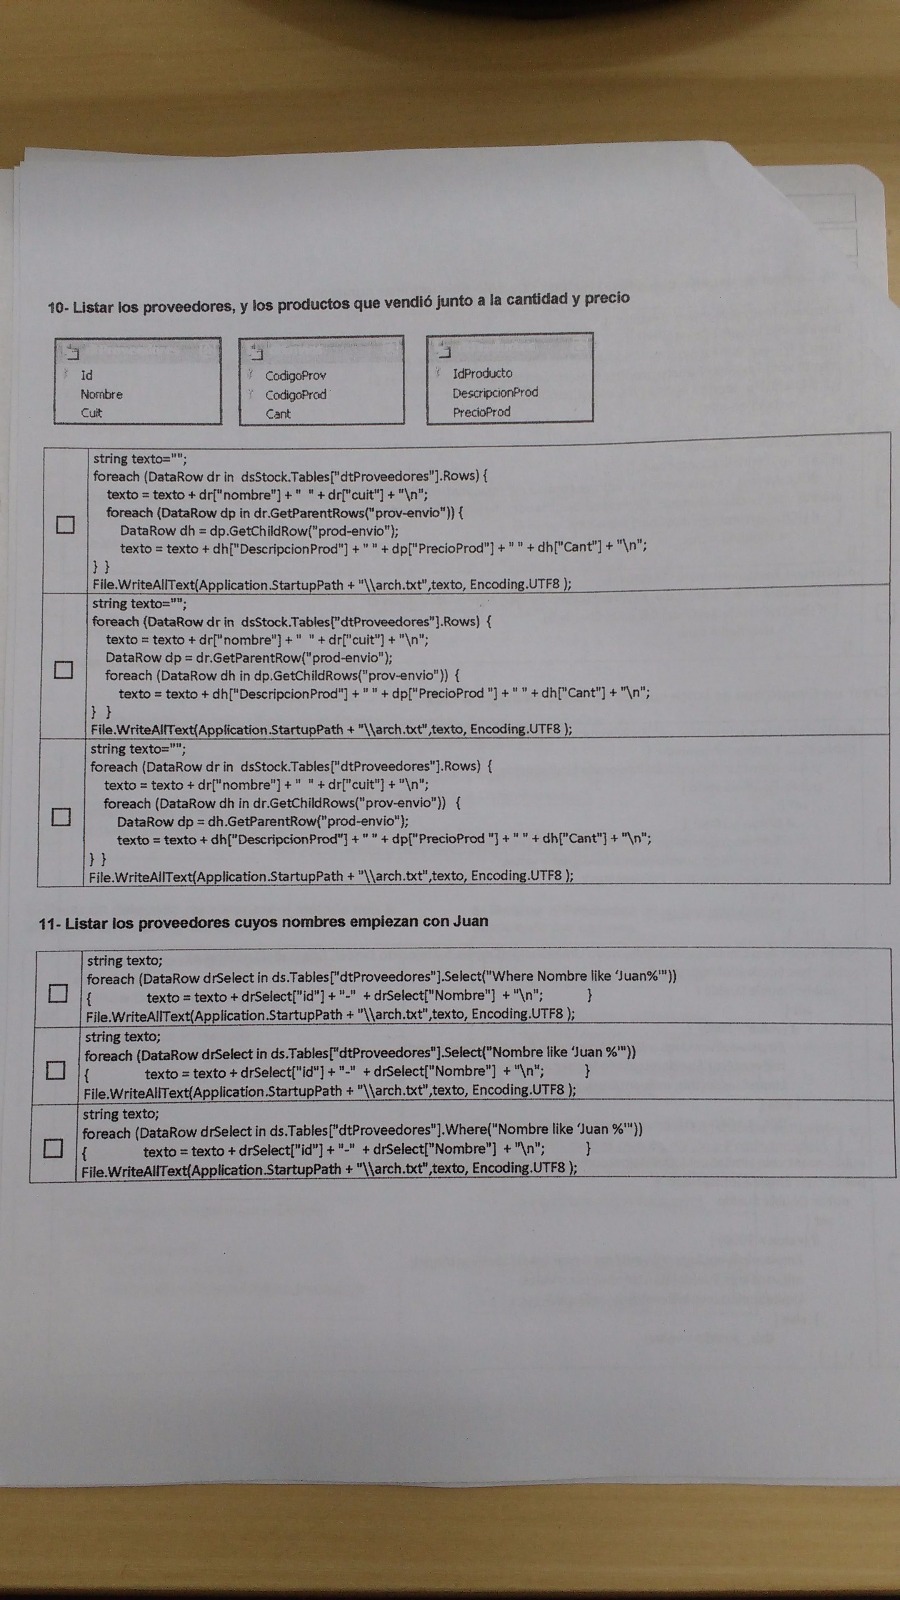 10- Listar los proveedores, y los productos que vendió junto a la cantidad y precio
Id
Nombre
Cuit
CodigoProv
CodigoProd
Cant
IdProducto
DescripcionProd
PrecioProd
string texto="";
foreach (DataRow dr in dsStock.Tables["dtProveedores"].Rows) {
texto = texto + dr["nombre"] + "  " + dr["cuit"] + "\n";
foreach (DataRow dp in dr.GetParentRows("prov-envio")) {
DataRow dh = dp.GetChildRow("prod-envio");
texto = texto + dh["DescripcionProd"] + " " + dp["PrecioProd"] + " " + dh["Cant"] + "\n";
} }
File.WriteAllText(Application.StartupPath + "\\arch.txt",texto, Encoding.UTF8 );
string texto="";
foreach (DataRow dr in dsStock.Tables["dtProveedores"].Rows) {
texto = texto + dr["nombre"] + "  " + dr["cuit"] + "\n";
DataRow dp = dr.GetParentRow("prod-envio");
foreach (DataRow dh in dp.GetChildRows("prov-envio")) {
texto = texto + dh["DescripcionProd"] + " " + dp["PrecioProd "] + " " + dh["Cant"] + "\n";
} }
File.WriteAllText(Application.StartupPath + "\\arch.txt",texto, Encoding.UTF8 );
string texto="";
foreach (DataRow dr in dsStock.Tables["dtProveedores"].Rows) {
texto = texto + dr["nombre"] + "  " + dr["cuit"] + "\n";
foreach (DataRow dh in dr.GetChildRows("prov-envio")) {
DataRow dp = dh.GetParentRow("prod-envio");
texto = texto + dh["DescripcionProd"] + " " + dp["PrecioProd "] + " " + dh["Cant"] + "\n";
} }
File.WriteAllText(Application.StartupPath + "\\arch.txt",texto, Encoding.UTF8 );
11- Listar los proveedores cuyos nombres empiezan con Juan
string texto;
foreach (DataRow drSelect in ds.Tables["dtProveedores"].Select("Where Nombre like ‘Juan%'"))
{ texto = texto + drSelect["id"] + "-" + drSelect["Nombre"] + "\n"; }
File.WriteAllText(Application.StartupPath + "\\arch.txt",texto, Encoding.UTF8 );
string texto;
foreach (DataRow drSelect in ds.Tables["dtProveedores"].Select("Nombre like ‘Juan %'"))
{ texto = texto + drSelect["id"] + "-" + drSelect["Nombre"] + "\n"; }
File.WriteAllText(Application.StartupPath + "\\arch.txt",texto, Encoding.UTF8 );
string texto;
foreach (DataRow drSelect in ds.Tables["dtProveedores"].Where("Nombre like ‘Juan %'"))
{ texto = texto + drSelect["id"] + "-" + drSelect["Nombre"] + "\n"; }
File.WriteAllText(Application.StartupPath + "\\arch.txt",texto, Encoding.UTF8 );